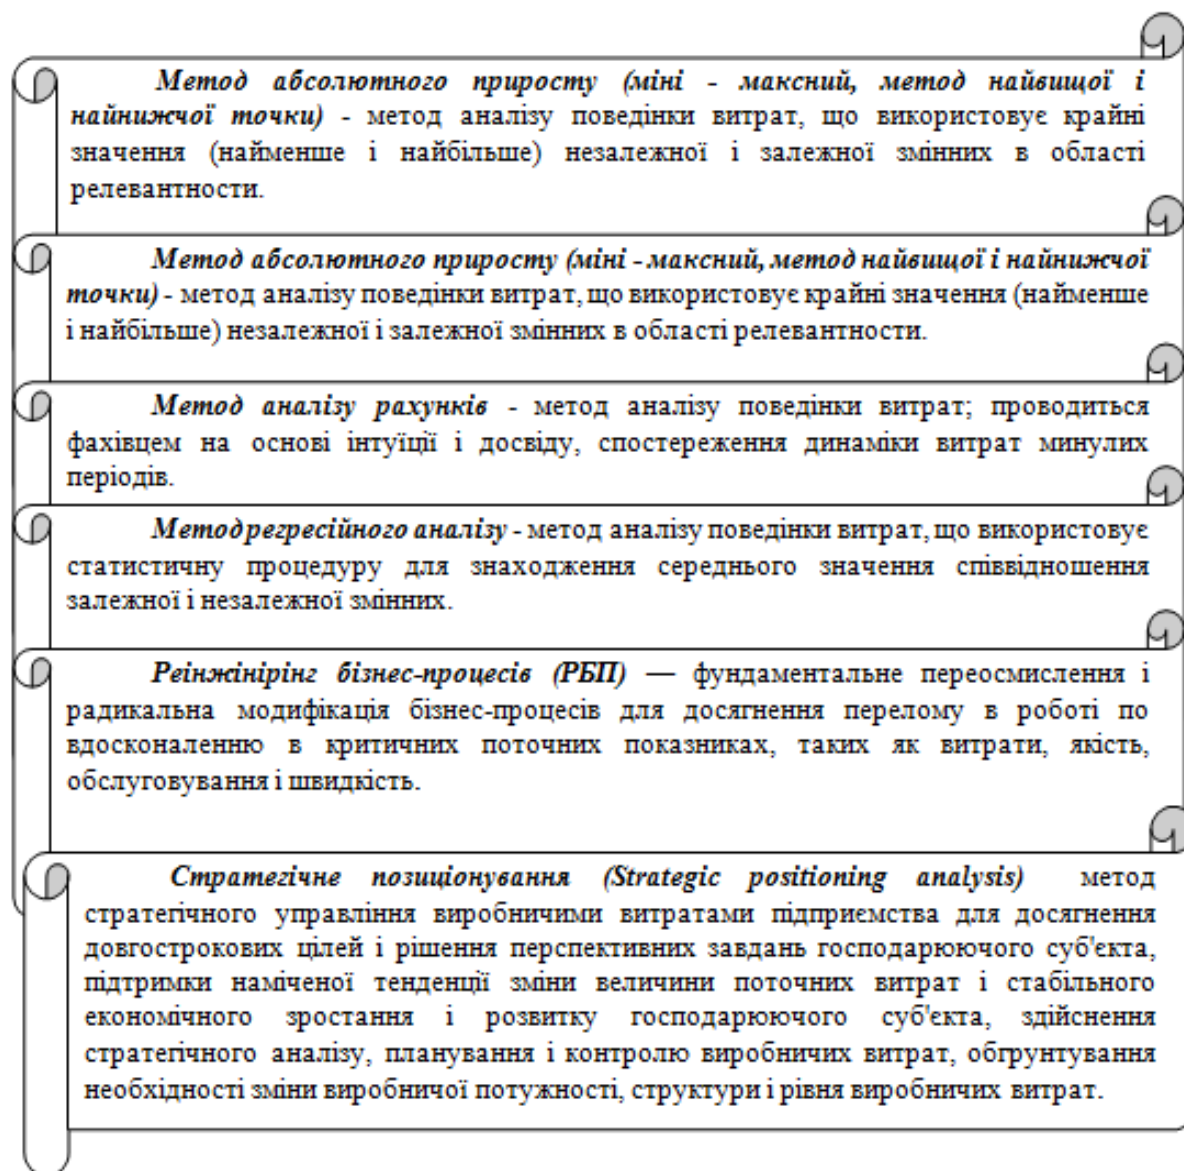 Метод абсолютного приросту (міні - максний, метод найвищої і
найнижчої точки) - метод аналізу поведінки витрат, що використовує крайні
значення (найменше і найбільше) незалежної і залежної змінних в області
релевантности.
Метод абсолютного приросту (міні - максний, метод найвищої і найнижчої
точки) - метод аналізу поведінки витрат, що використовує крайні значення (найменше
і найбільше) незалежної і залежної змінних в області релевантности.
Метод аналізу рахунків - метод аналізу поведінки витрат; проводиться
фахівцем на основі інтуїції і досвіду, спостереження динаміки витрат минулих
періодів.
Метод регресійного аналізу - метод аналізу поведінки витрат, що використовує
статистичну процедуру для знаходження середнього значення співвідношення
залежної і незалежної змінних.
Реінжинірінг бізнес-процесів (РБП) — фундаментальне переосмислення і
радикальна модифікація бізнес-процесів для досягнення перелому в роботі по
вдосконаленню в критичних поточних показниках, таких як витрати, якість,
обслуговування і швидкість.
Стратегічне позиціонування (Strategic positioning analysis) метод
стратегічного управління виробничими витратами підприємства для досягнення
довгострокових цілей і рішення перспективних завдань господарюючого суб'єкта,
підтримки наміченої тенденції зміни величини поточних витрат і стабільного
економічного зростання і розвитку господарюючого суб'єкта, здійснення
стратегічного аналізу, планування і контролю виробничих витрат, обгрунтування
необхідності зміни виробничої потужності, структури і рівня виробничих витрат.